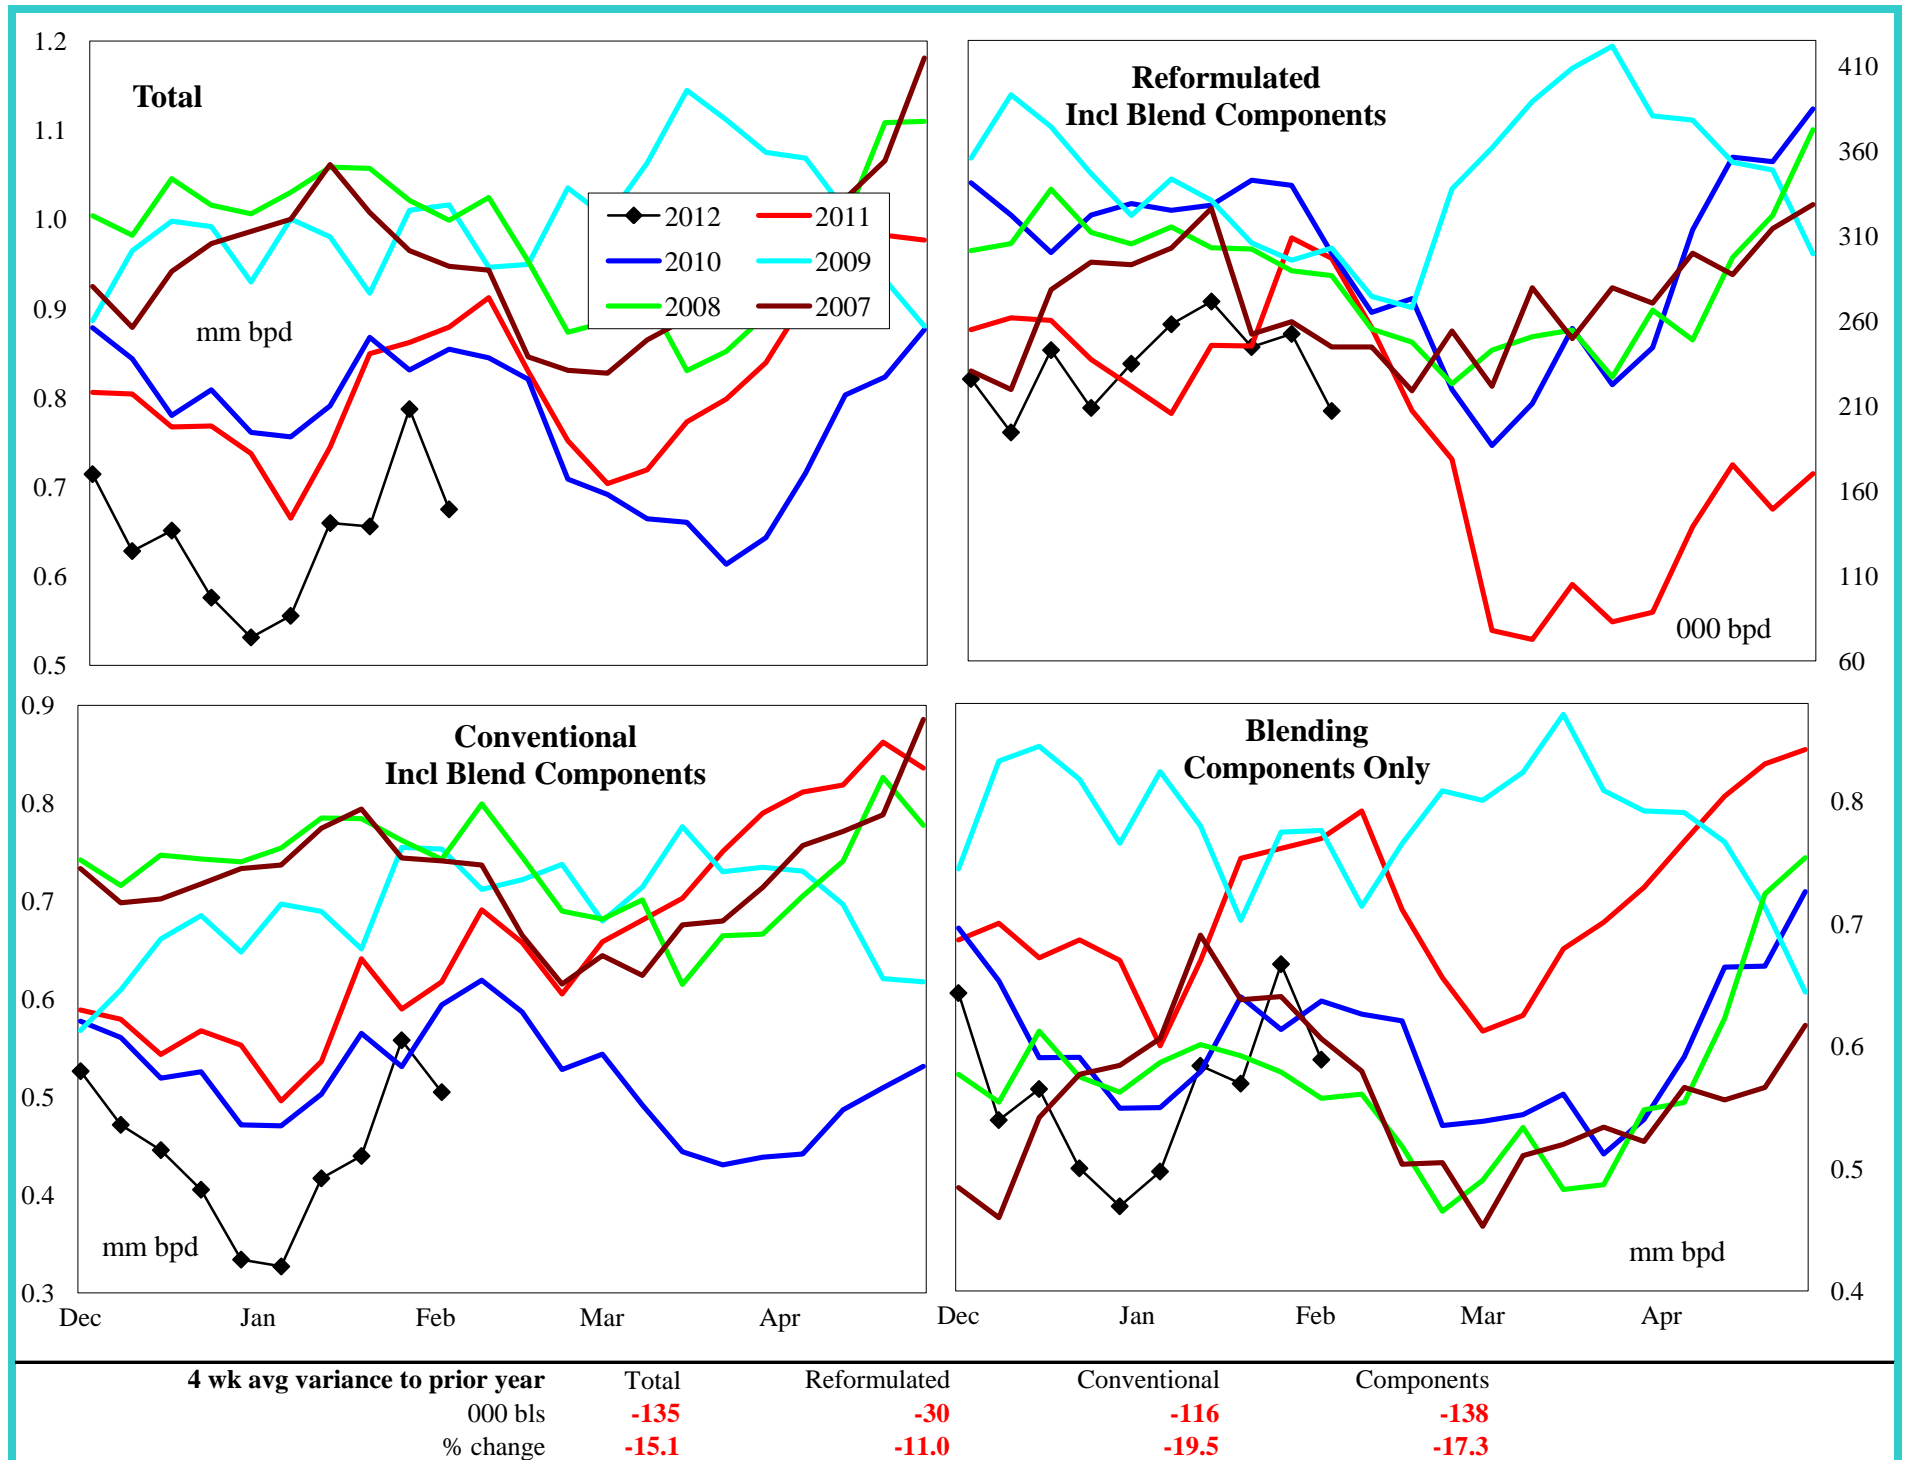 1.2
1.1
1.0
0.9
0.8
0.7
0.6
0.5
Total
mm bpd
2012 2011
2010 2009
2008 2007
Reformulated
Incl Blend Components
410
360
310
260
210
160
110
60
000 bpd
0.9
0.8
0.7
0.6
0.5
0.4
0.3
Conventional
Incl Blend Components
mm bpd
Dec Jan Feb Mar Apr
Blending
Components Only
0.8
0.7
0.6
0.5
0.4
mm bpd
Dec Jan Feb Mar Apr
4 wk avg variance to prior year Total Reformulated Conventional Components
000 bls -135 -30 -116 -138
% change -15.1 -11.0 -19.5 -17.3